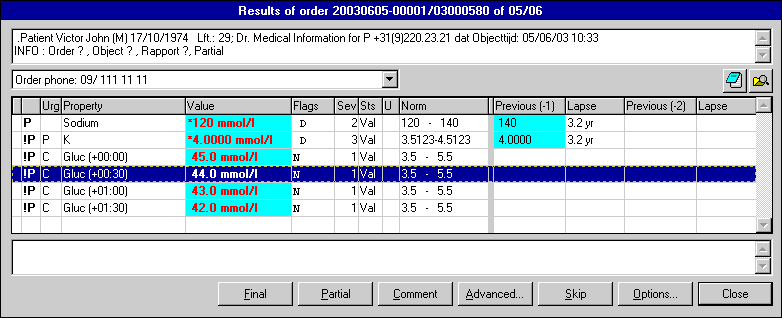 Results of order 20030605-00001/03000580 of 05/06
.Patient Victor John (M) 17/10/1974 Lft.: 29; Dr. Medical Information for P +31(9)220.23.21 dat Objecttijd: 05/06/03 10:33
INFO : Order ? , Object ? , Rapport ?, Partial
Order phone: 09/ 111 11 11
Urg Property Value Flags Sev Sts U Norm Previous (-1) Lapse Previous (-2) Lapse
P Sodium *120 mmol/l D 2 Val 120 - 140 140 3.2 yr
!P P K *4.0000 mmol/l D 3 Val 3.5123-4.5123 4.0000 3.2 yr
!P C Gluc (+00:00) 45.0 mmol/l N 1 Val 3.5 - 5.5
!P C Gluc (+00:30) 44.0 mmol/l N 1 Val 3.5 - 5.5
!P C Gluc (+01:00) 43.0 mmol/l N 1 Val 3.5 - 5.5
!P C Gluc (+01:30) 42.0 mmol/l N 1 Val 3.5 - 5.5
Final Partial Comment Advanced... Skip Options... Close